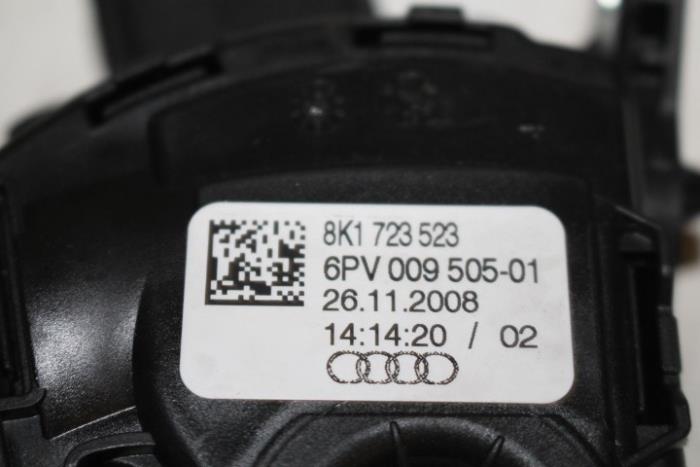 8K1 723 523
6PV 009 505-01
26.11.2008
14:14:20 / 02